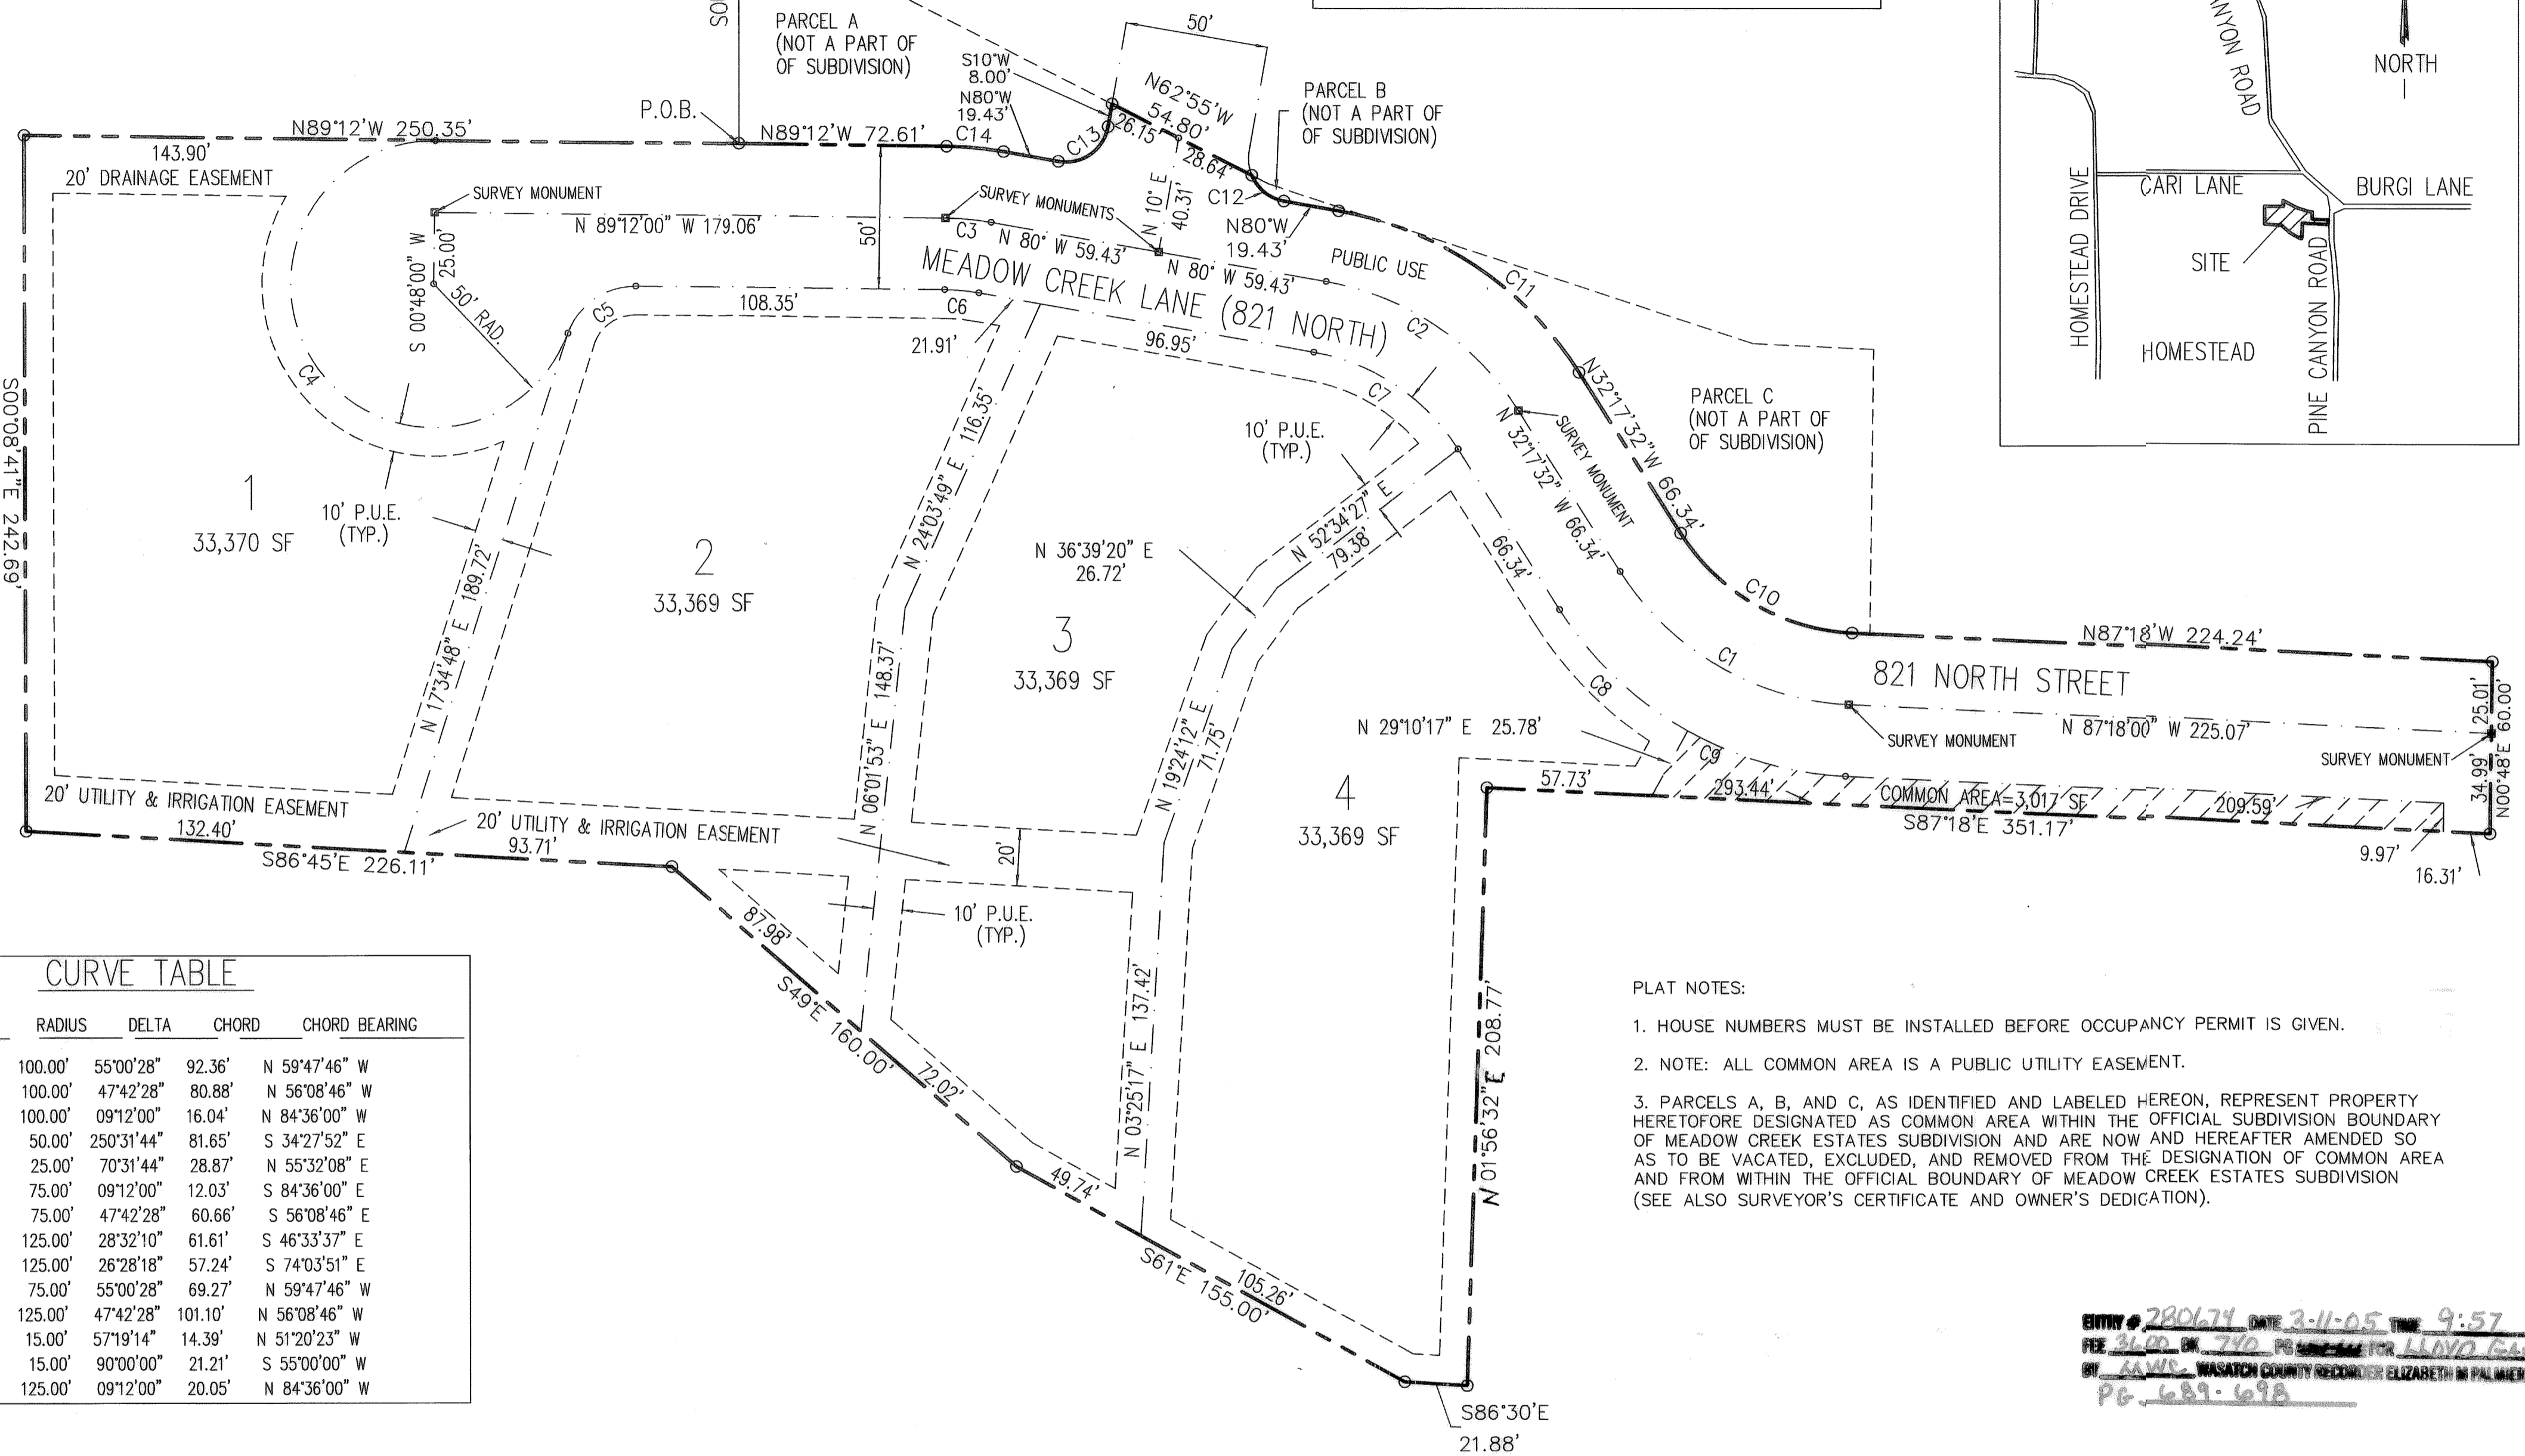 PARCEL A
(NOT A PART OF
OF SUBDIVISION)
50'
S10°W
8.00'
N80°W
19.43'
N62°55'W
54.80'
26.15'
28.64'
PARCEL B
(NOT A PART OF
OF SUBDIVISION)
P.O.B.
N89°12'W 250.35'
143.90'
N89°12'W 72.61'
C14
C13
C12
20' DRAINAGE EASEMENT
SURVEY MONUMENT
SURVEY MONUMENTS
N 10° E
40.31'
N80°W
19.43'
N 89°12'00" W 179.06'
50'
C3
N 80° W 59.43'
N 80° W 59.43'
PUBLIC USE
C11
S 00°48'00" W
25.00'
50' RAD.
MEADOW CREEK LANE (821 NORTH)
C5
108.35'
C6
21.91'
96.95'
C2
C7
C4
N32°17'32"W 66.34'
N 32°17'32" W 66.34'
SURVEY MONUMENT
PARCEL C
(NOT A PART OF
OF SUBDIVISION)
S00°08'41"E 242.69'
10' P.U.E.
(TYP.)
1
33,370 SF
10' P.U.E.
(TYP.)
N 17°34'48" E 189.72'
2
33,369 SF
N 24°03'49" E 116.35'
N 06°01'53" E 148.37'
3
33,369 SF
N 36°39'20" E
26.72'
N 52°34'27" E
79.38'
66.34'
N 19°24'12" E
71.75'
C10
C1
C8
C9
N87°18'W 224.24'
821 NORTH STREET
N 87°18'00" W 225.07'
SURVEY MONUMENT
SURVEY MONUMENT
25.01'
34.99'
N00°48'E 60.00'
N 29°10'17" E 25.78'
4
33,369 SF
57.73'
293.44'
COMMON AREA=3,017 SF
209.59'
S87°18'E 351.17'
9.97'
16.31'
20' UTILITY & IRRIGATION EASEMENT
132.40'
20' UTILITY & IRRIGATION EASEMENT
93.71'
S86°45'E 226.11'
20'
10' P.U.E.
(TYP.)
87.98'
S49°E 160.00'
72.02'
N 03°25'17" E 137.42'
49.74'
S61°E 155.00'
105.26'
N 01°56'32"E 208.77'
S86°30'E
21.88'
NORTH
HOMESTEAD DRIVE
CARI LANE
BURGI LANE
SITE
HOMESTEAD
PINE CANYON ROAD
CURVE TABLE
RADIUS DELTA CHORD CHORD BEARING
100.00' 55°00'28" 92.36' N 59°47'46" W
100.00' 47°42'28" 80.88' N 56°08'46" W
100.00' 09°12'00" 16.04' N 84°36'00" W
50.00' 250°31'44" 81.65' S 34°27'52" E
25.00' 70°31'44" 28.87' N 55°32'08" E
75.00' 09°12'00" 12.03' S 84°36'00" E
75.00' 47°42'28" 60.66' S 56°08'46" E
125.00' 28°32'10" 61.61' S 46°33'37" E
125.00' 26°28'18" 57.24' S 74°03'51" E
75.00' 55°00'28" 69.27' N 59°47'46" W
125.00' 47°42'28" 101.10' N 56°08'46" W
15.00' 57°19'14" 14.39' N 51°20'23" W
15.00' 90°00'00" 21.21' S 55°00'00" W
125.00' 09°12'00" 20.05' N 84°36'00" W
PLAT NOTES:
1. HOUSE NUMBERS MUST BE INSTALLED BEFORE OCCUPANCY PERMIT IS GIVEN.
2. NOTE: ALL COMMON AREA IS A PUBLIC UTILITY EASEMENT.
3. PARCELS A, B, AND C, AS IDENTIFIED AND LABELED HEREON, REPRESENT PROPERTY
HERETOFORE DESIGNATED AS COMMON AREA WITHIN THE OFFICIAL SUBDIVISION BOUNDARY
OF MEADOW CREEK ESTATES SUBDIVISION AND ARE NOW AND HEREAFTER AMENDED SO
AS TO BE VACATED, EXCLUDED, AND REMOVED FROM THE DESIGNATION OF COMMON AREA
AND FROM WITHIN THE OFFICIAL BOUNDARY OF MEADOW CREEK ESTATES SUBDIVISION
(SEE ALSO SURVEYOR'S CERTIFICATE AND OWNER'S DEDICATION).
ENTRY # 280674 DATE 3-11-05 TIME 9:57
FEE 36.00 BK 740 PG FOR LLOYD
BY MWC WASATCH COUNTY RECORDER ELIZABETH M PALMIER
PG. 689-698